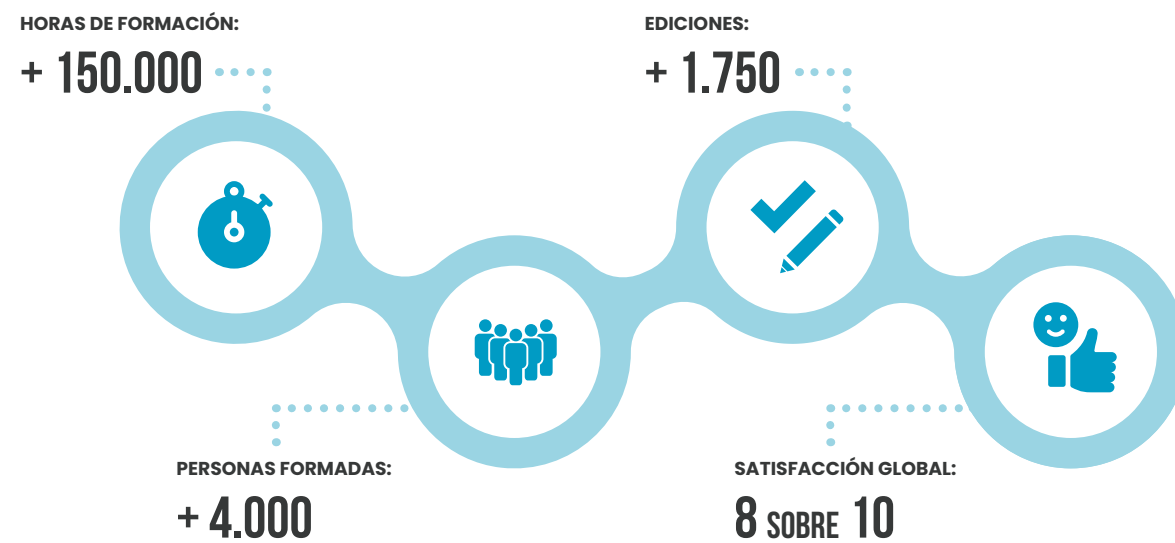 HORAS DE FORMACIÓN:
+ 150.000
EDICIONES:
+ 1.750
PERSONAS FORMADAS:
+ 4.000
SATISFACCIÓN GLOBAL:
8 SOBRE 10